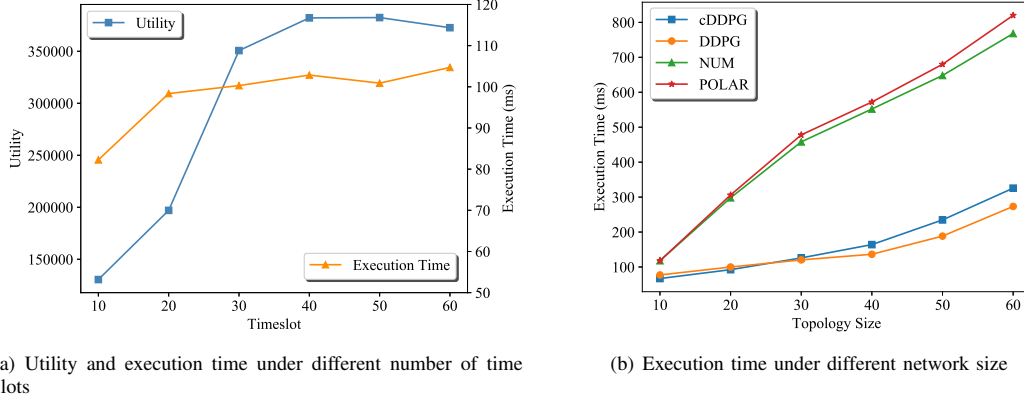 Utility
Execution Time
350000
300000
250000
200000
150000
Utility
120
110
100
90
80
70
60
50
Execution Time (ms)
10 20 30 40 50 60
Timeslot
cDDPG
DDPG
NUM
POLAR
800
700
600
500
400
300
200
100
Execution Time (ms)
10 20 30 40 50 60
Topology Size
a) Utility and execution time under different number of time
lots
(b) Execution time under different network size